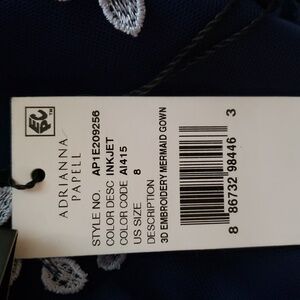 EPC
ADRIANNA
PAPELL
STYLE NO. AP1E209256
COLOR DESC INKJET
COLOR CODE AI415
US SIZE 8
DESCRIPTION
3D EMBROIDERY MERMAID GOWN
8 86732 98446 3